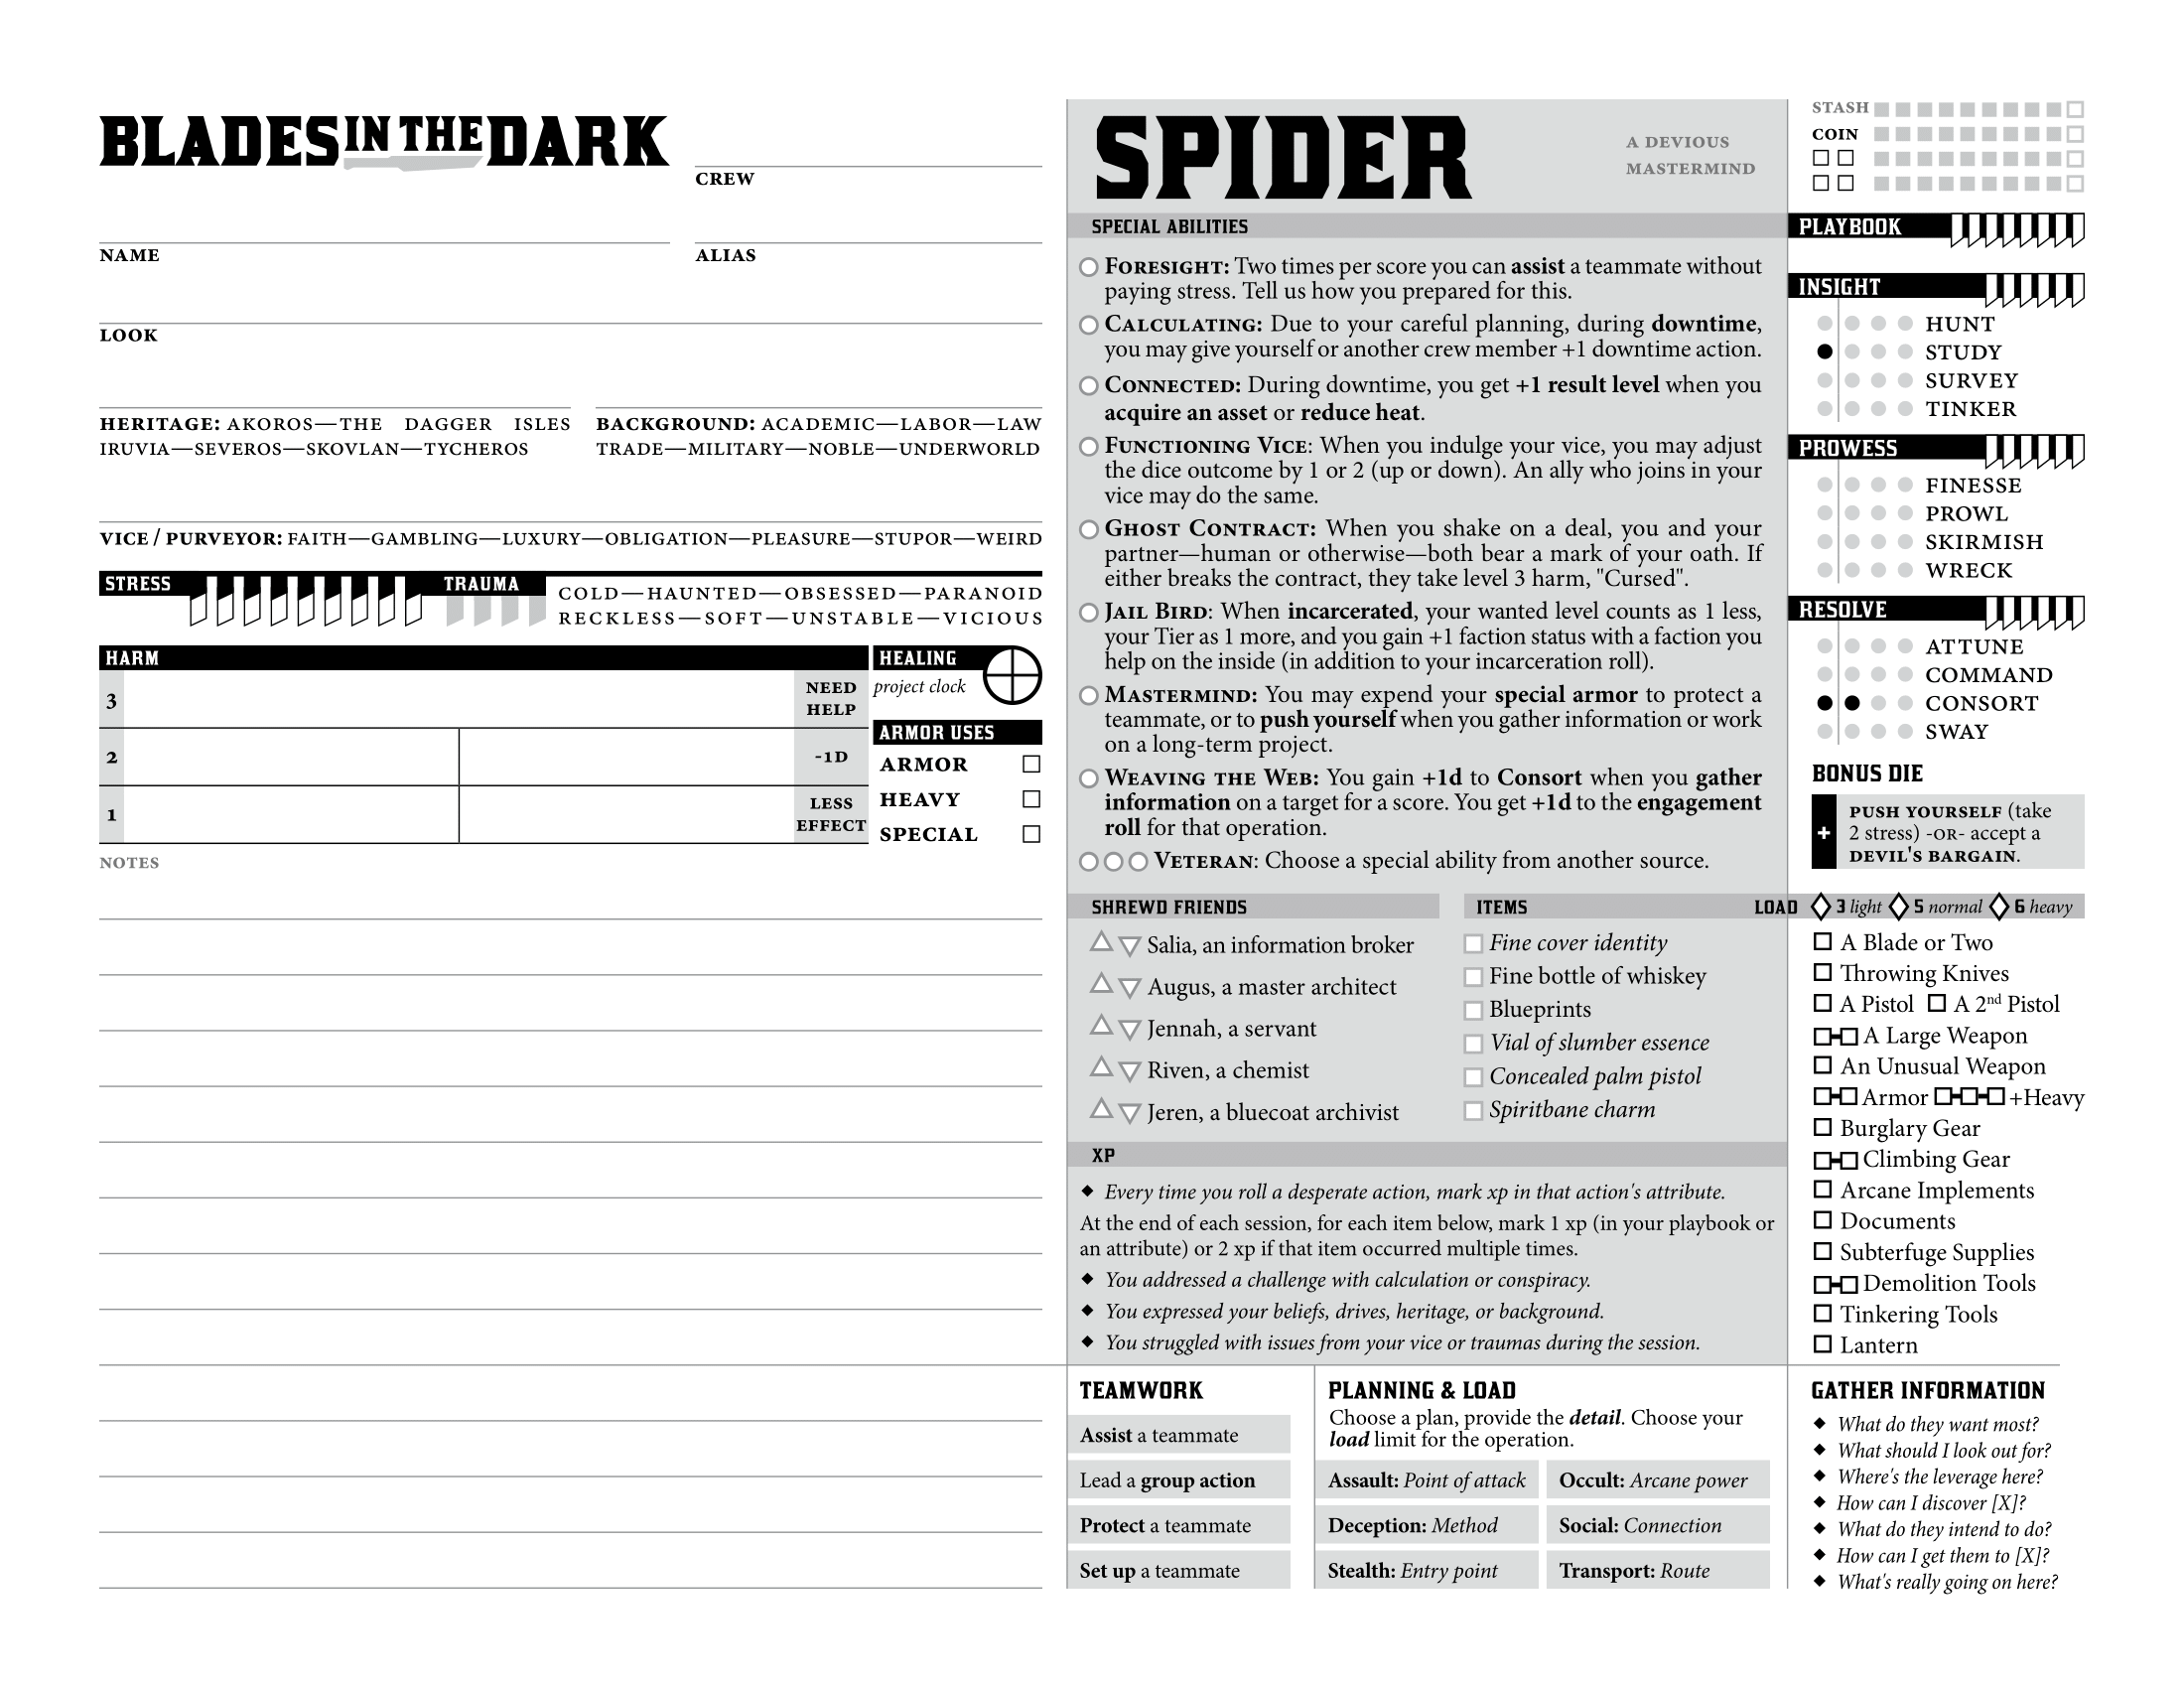 BLADES IN THE DARK
CREW
NAME
ALIAS
LOOK
HERITAGE: AKOROS—THE DAGGER ISLES
IRUVIA—SEVEROS—SKOVLAN—TYCHEROS
BACKGROUND: ACADEMIC—LABOR—LAW
TRADE—MILITARY—NOBLE—UNDERWORLD
VICE / PURVEYOR: FAITH—GAMBLING—LUXURY—OBLIGATION—PLEASURE—STUPOR—WEIRD
STRESS
TRAUMA
COLD—HAUNTED—OBSESSED—PARANOID
RECKLESS—SOFT—UNSTABLE—VICIOUS
HARM
3
NEED
HELP
2
-1D
1
LESS
EFFECT
HEALING
project clock
ARMOR USES
ARMOR
HEAVY
SPECIAL
NOTES
SPIDER
A DEVIOUS
MASTERMIND
SPECIAL ABILITIES
FORESIGHT: Two times per score you can assist a teammate without
paying stress. Tell us how you prepared for this.
CALCULATING: Due to your careful planning, during downtime,
you may give yourself or another crew member +1 downtime action.
CONNECTED: During downtime, you get +1 result level when you
acquire an asset or reduce heat.
FUNCTIONING VICE: When you indulge your vice, you may adjust
the dice outcome by 1 or 2 (up or down). An ally who joins in your
vice may do the same.
GHOST CONTRACT: When you shake on a deal, you and your
partner—human or otherwise—both bear a mark of your oath. If
either breaks the contract, they take level 3 harm, "Cursed".
JAIL BIRD: When incarcerated, your wanted level counts as 1 less,
your Tier as 1 more, and you gain +1 faction status with a faction you
help on the inside (in addition to your incarceration roll).
MASTERMIND: You may expend your special armor to protect a
teammate, or to push yourself when you gather information or work
on a long-term project.
WEAVING THE WEB: You gain +1d to Consort when you gather
information on a target for a score. You get +1d to the engagement
roll for that operation.
VETERAN: Choose a special ability from another source.
SHREWD FRIENDS
Salia, an information broker
Augus, a master architect
Jennah, a servant
Riven, a chemist
Jeren, a bluecoat archivist
ITEMS
Fine cover identity
Fine bottle of whiskey
Blueprints
Vial of slumber essence
Concealed palm pistol
Spiritbane charm
XP
◆ Every time you roll a desperate action, mark xp in that action's attribute.
At the end of each session, for each item below, mark 1 xp (in your playbook or
an attribute) or 2 xp if that item occurred multiple times.
◆ You addressed a challenge with calculation or conspiracy.
◆ You expressed your beliefs, drives, heritage, or background.
◆ You struggled with issues from your vice or traumas during the session.
TEAMWORK
Assist a teammate
Lead a group action
Protect a teammate
Set up a teammate
PLANNING & LOAD
Choose a plan, provide the detail. Choose your
load limit for the operation.
Assault: Point of attack
Occult: Arcane power
Deception: Method
Social: Connection
Stealth: Entry point
Transport: Route
STASH
COIN
PLAYBOOK
INSIGHT
HUNT
STUDY
SURVEY
TINKER
PROWESS
FINESSE
PROWL
SKIRMISH
WRECK
RESOLVE
ATTUNE
COMMAND
CONSORT
SWAY
BONUS DIE
+
PUSH YOURSELF (take
2 stress) -OR- accept a
DEVIL'S BARGAIN.
LOAD 3 light 5 normal 6 heavy
A Blade or Two
Throwing Knives
A Pistol A 2nd Pistol
A Large Weapon
An Unusual Weapon
Armor +Heavy
Burglary Gear
Climbing Gear
Arcane Implements
Documents
Subterfuge Supplies
Demolition Tools
Tinkering Tools
Lantern
GATHER INFORMATION
◆ What do they want most?
◆ What should I look out for?
◆ Where's the leverage here?
◆ How can I discover [X]?
◆ What do they intend to do?
◆ How can I get them to [X]?
◆ What's really going on here?